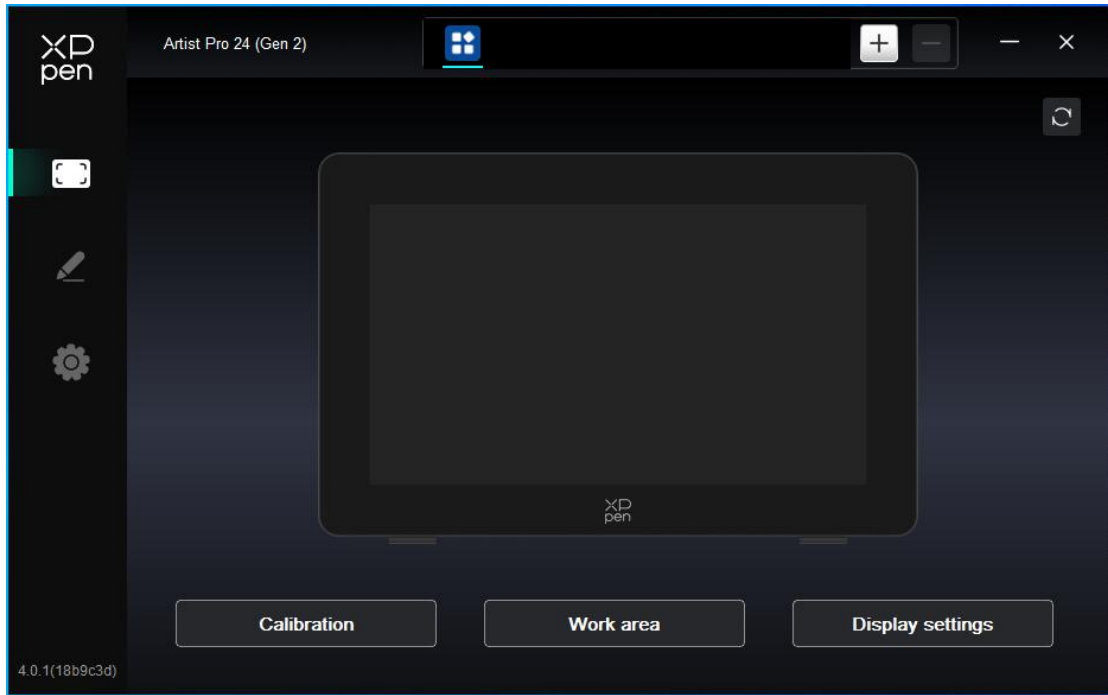 XP
pen
Artist Pro 24 (Gen 2)
XP
pen
Calibration
Work area
Display settings
4.0.1(18b9c3d)